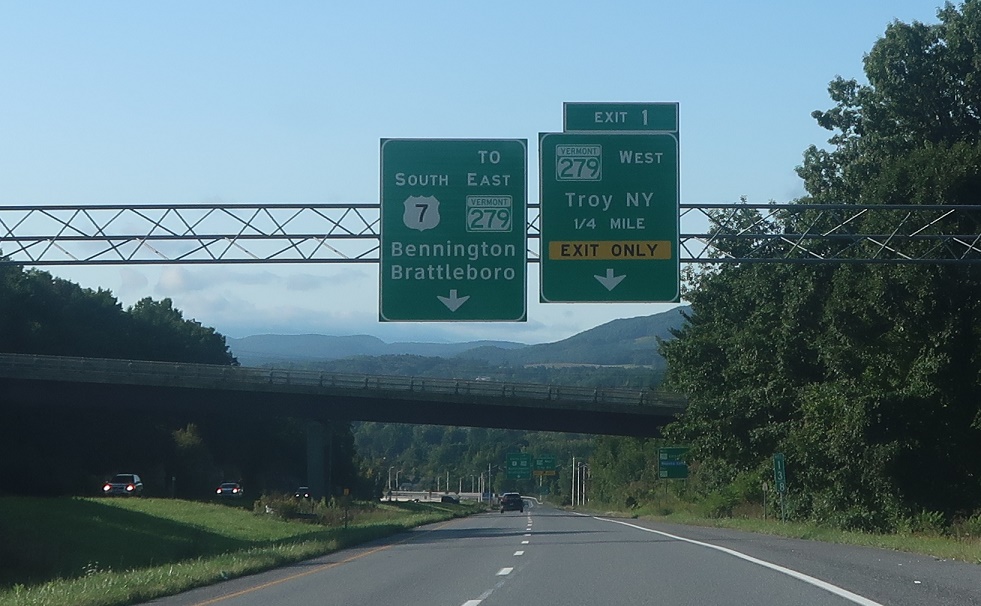 TO
SOUTH EAST
7 VERMONT 279
Bennington
Brattleboro
EXIT 1
VERMONT 279 WEST
Troy NY
1/4 MILE
EXIT ONLY